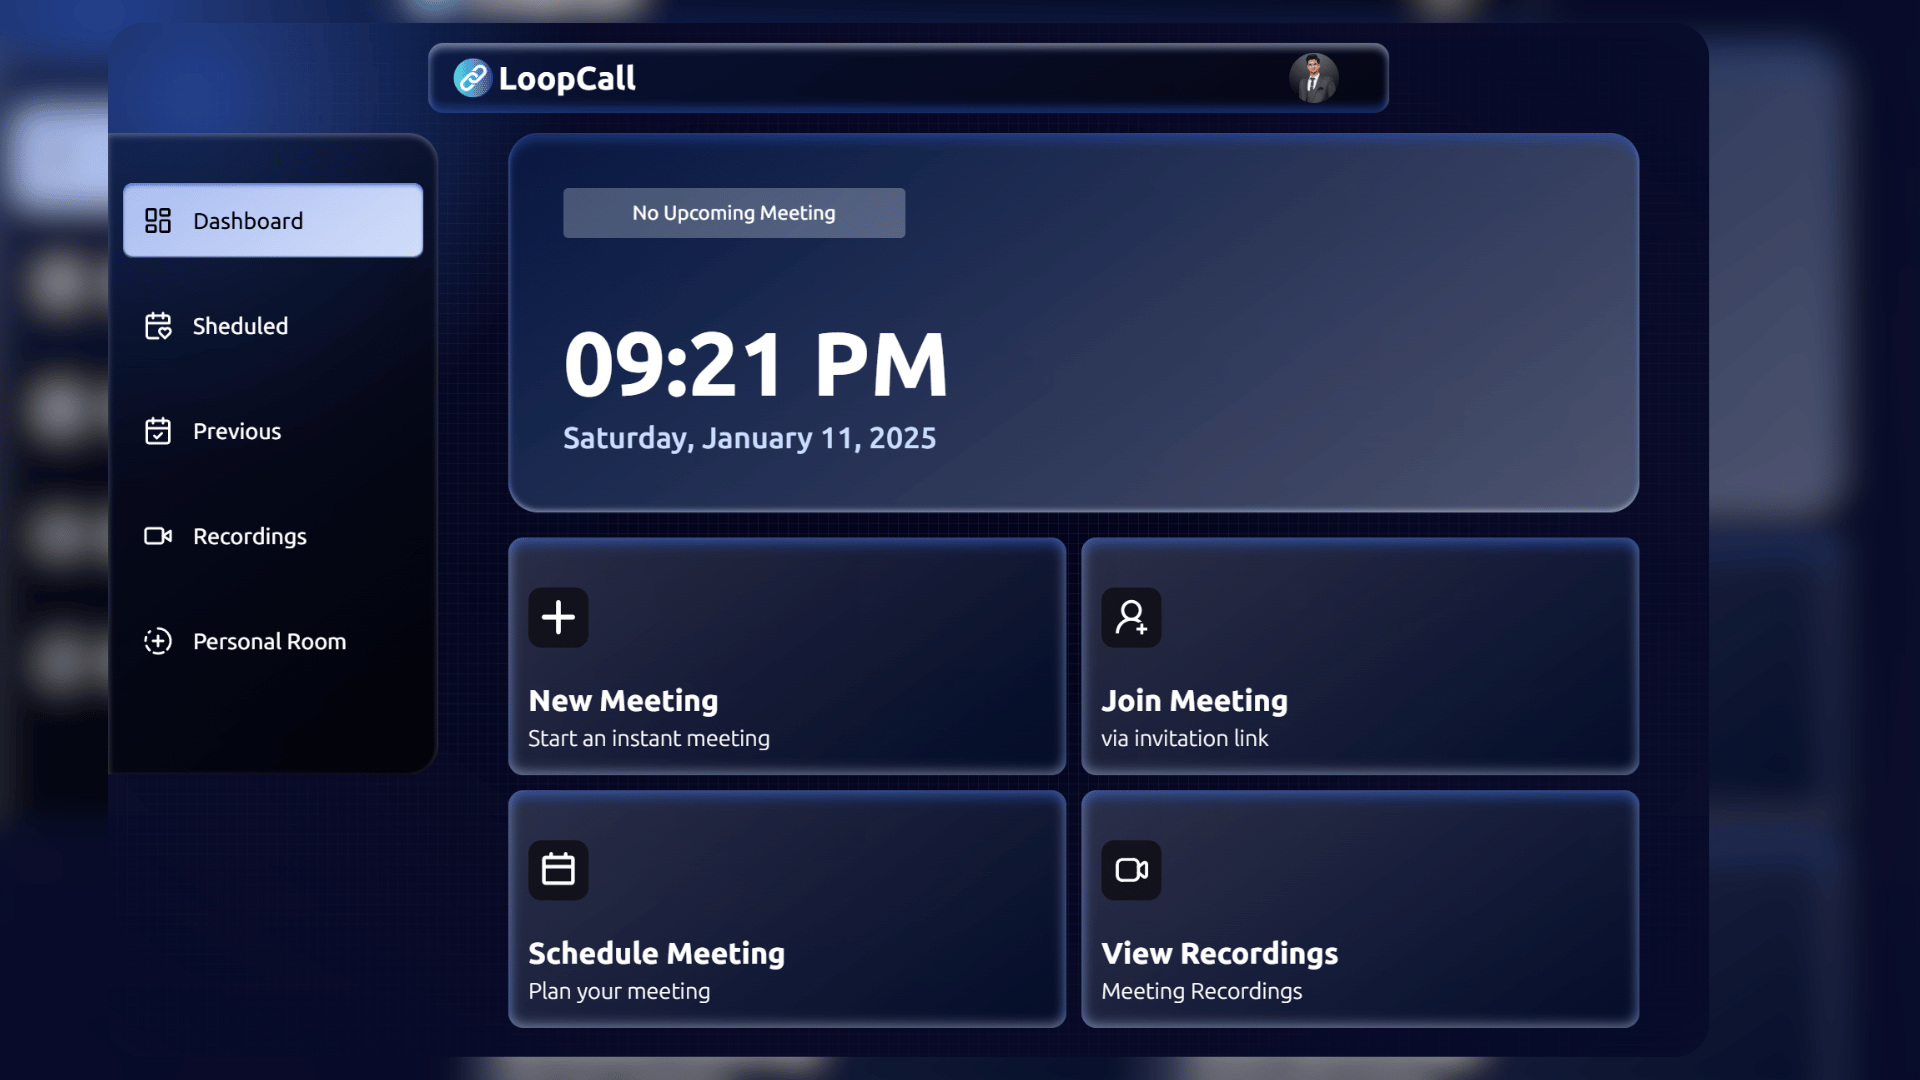 LoopCall
Dashboard
Sheduled
Previous
Recordings
Personal Room
No Upcoming Meeting
09:21 PM
Saturday, January 11, 2025
New Meeting
Start an instant meeting
Join Meeting
via invitation link
Schedule Meeting
Plan your meeting
View Recordings
Meeting Recordings